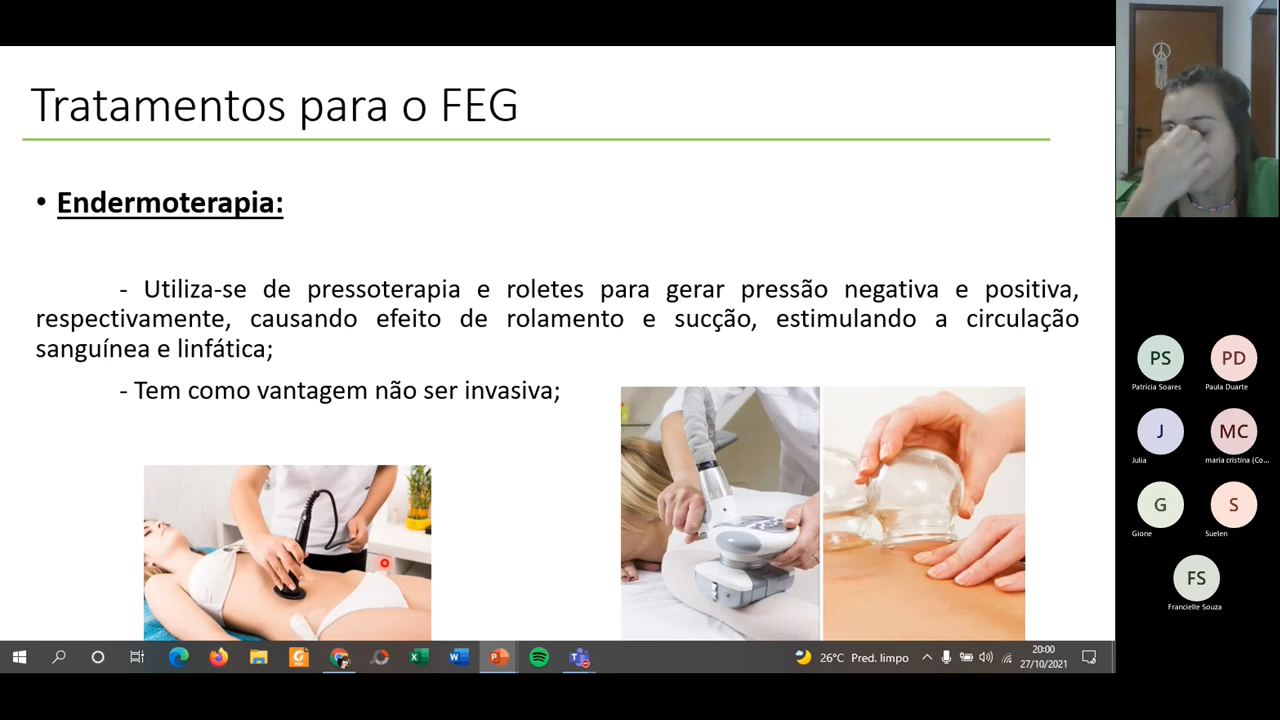 Tratamentos para o FEG
• Endermoterapia:
- Utiliza-se de pressoterapia e roletes para gerar pressão negativa e positiva,
respectivamente, causando efeito de rolamento e sucção, estimulando a circulação
sanguínea e linfática;
- Tem como vantagem não ser invasiva;
PS
Patrícia Soares
PD
Paula Duarte
J
Julia
MC
maria cristina (Co...
G
Gione
S
Suelen
FS
Francielle Souza
26°C Pred. limpo
20:00
27/10/2021